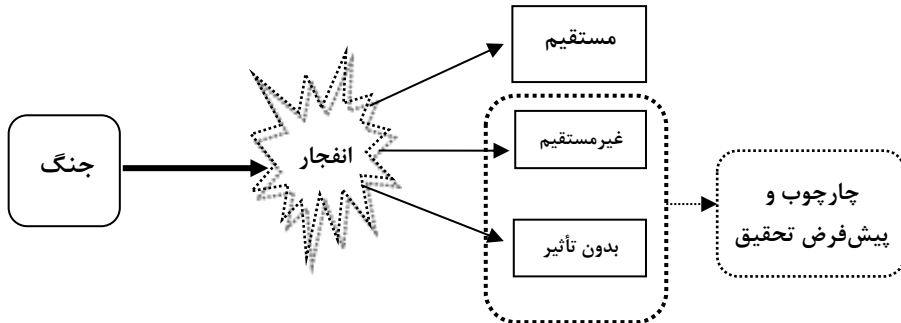 جنگ
انفجار
مستقیم
غیرمستقیم
بدون تأثیر
چارچوب و
پیش‌فرض تحقیق